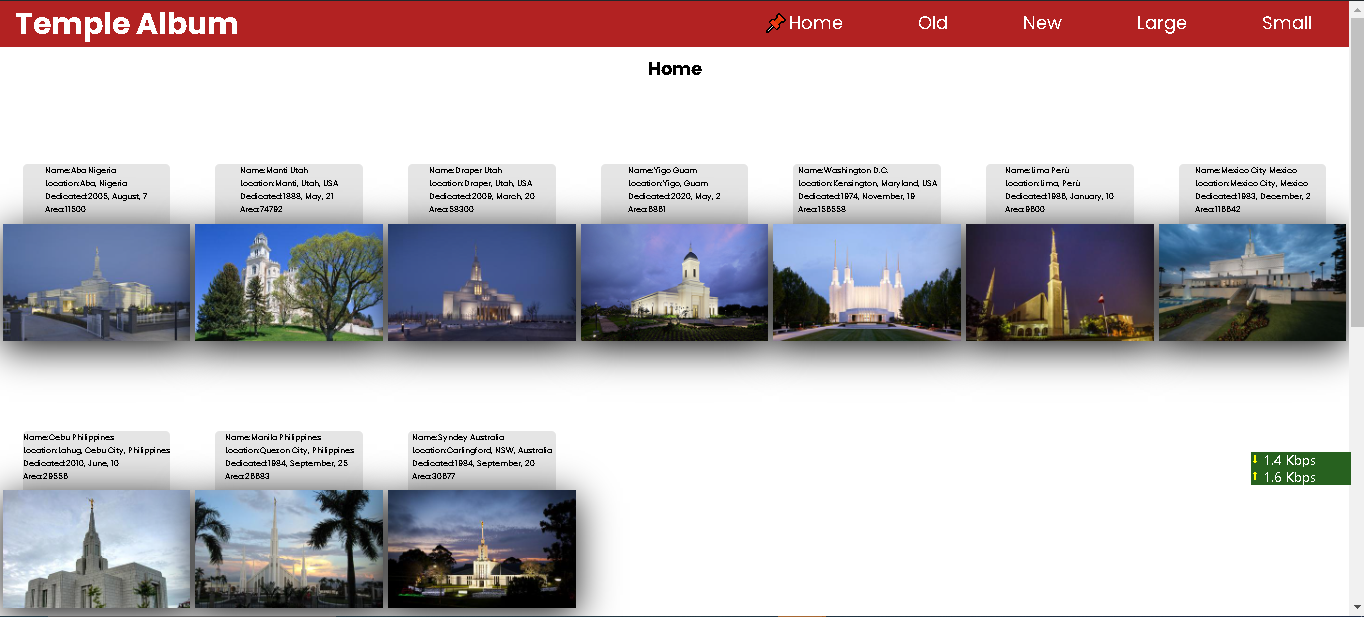 Temple Album
Home Old New Large Small
Home
Name:Aba Nigeria
Location:Aba, Nigeria
Dedicated:2005, August, 7
Area:11500
Name:Manti Utah
Location:Manti, Utah, USA
Dedicated:1888, May, 21
Area:74792
Name:Draper Utah
Location:Draper, Utah, USA
Dedicated:2009, March, 20
Area:58300
Name:Yigo Guam
Location:Yigo, Guam
Dedicated:2020, May, 2
Area:6861
Name:Washington D.C.
Location:Kensington, Maryland, USA
Dedicated:1974, November, 19
Area:156558
Name:Lima Perú
Location:Lima, Perú
Dedicated:1986, January, 10
Area:9600
Name:Mexico City Mexico
Location:Mexico City, Mexico
Dedicated:1983, December, 2
Area:116642
Name:Cebu Philippines
Location:Lahug, Cebu City, Philippines
Dedicated:2010, June, 10
Area:29556
Name:Manila Philippines
Location:Quezon City, Philippines
Dedicated:1984, September, 25
Area:26683
Name:Syndey Australia
Location:Carlingford, NSW, Australia
Dedicated:1984, September, 20
Area:30677
↓ 1.4 Kbps
↑ 1.6 Kbps